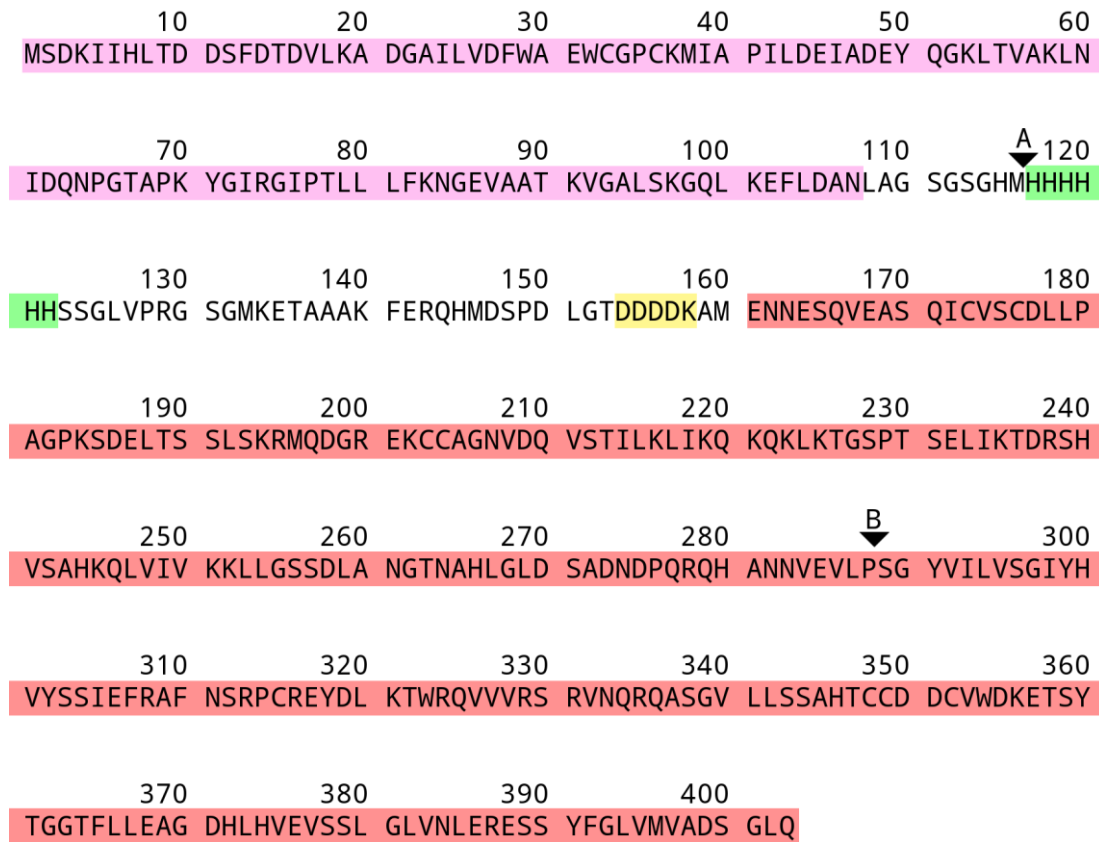 10 20 30 40 50 60
MSDKIIHLTD DSFDTDVLKA DGAILVDFWA EWCGPCKMIA PILDEIADEY QGKLTVAKLN
A
70 80 90 100 110 120
IDQNPGTAPK YGIRGIPTLL LFKNGEVAAT KVGALSKGQL KEFLDANLAG SGSGHMHHHH
130 140 150 160 170 180
HHSSGLVPRG SGMKETAAAK FERQHMDSPD LGTDDDDKAM ENNESQVEAS QICVSCDLLP
190 200 210 220 230 240
AGPKSDELTS SLSKRMQDGR EKCCAGNVDQ VSTILKLIKQ KQKLKTGSPT SELIKTDRSH
B
250 260 270 280 300
VSAHKQLVIV KKLLGSSDLA NGTNAHLGLD SADNDPQRQH ANNVEVLPSG YVILVSGIYH
310 320 330 340 350 360
VYSSIEFRAF NSRPCREYDL KTWRQVVVRS RVNQRQASGV LLSSAHTCCD DCVWDKETSY
370 380 390 400
TGGTFLLEAG DHLHVEVSSL GLVNLERESS YFGLVMVADS GLQ